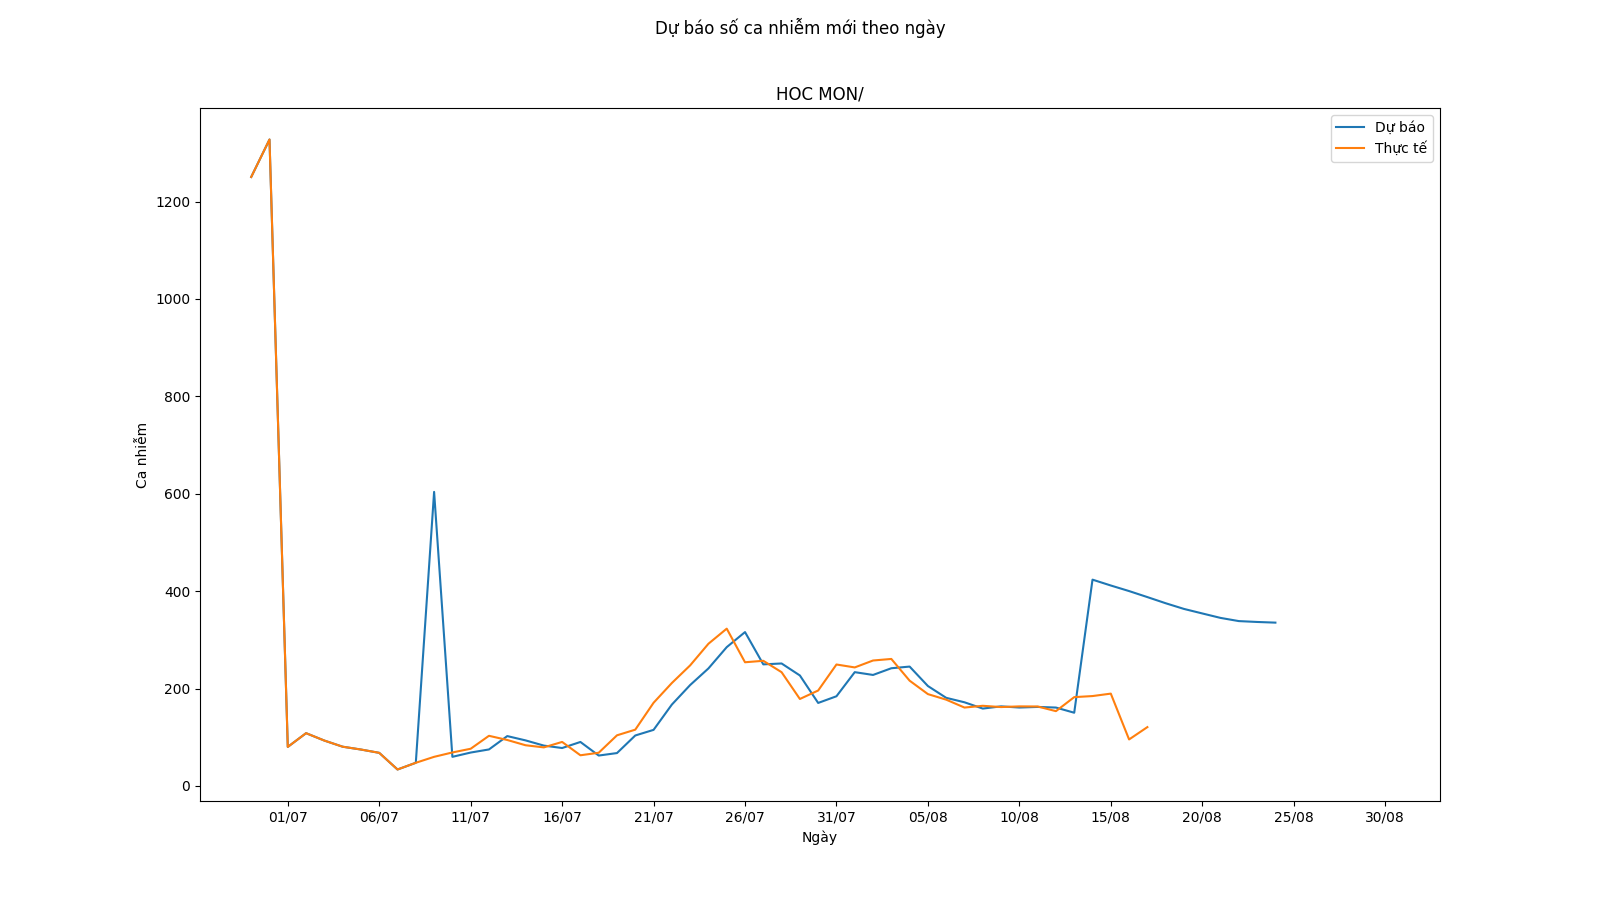 Dự báo số ca nhiễm mới theo ngày
HOC MON/
Dự báo
Thực tế
1200
1000
800
600
400
200
0
Ca nhiễm
01/07 06/07 11/07 16/07 21/07 26/07 31/07 05/08 10/08 15/08 20/08 25/08 30/08
Ngày